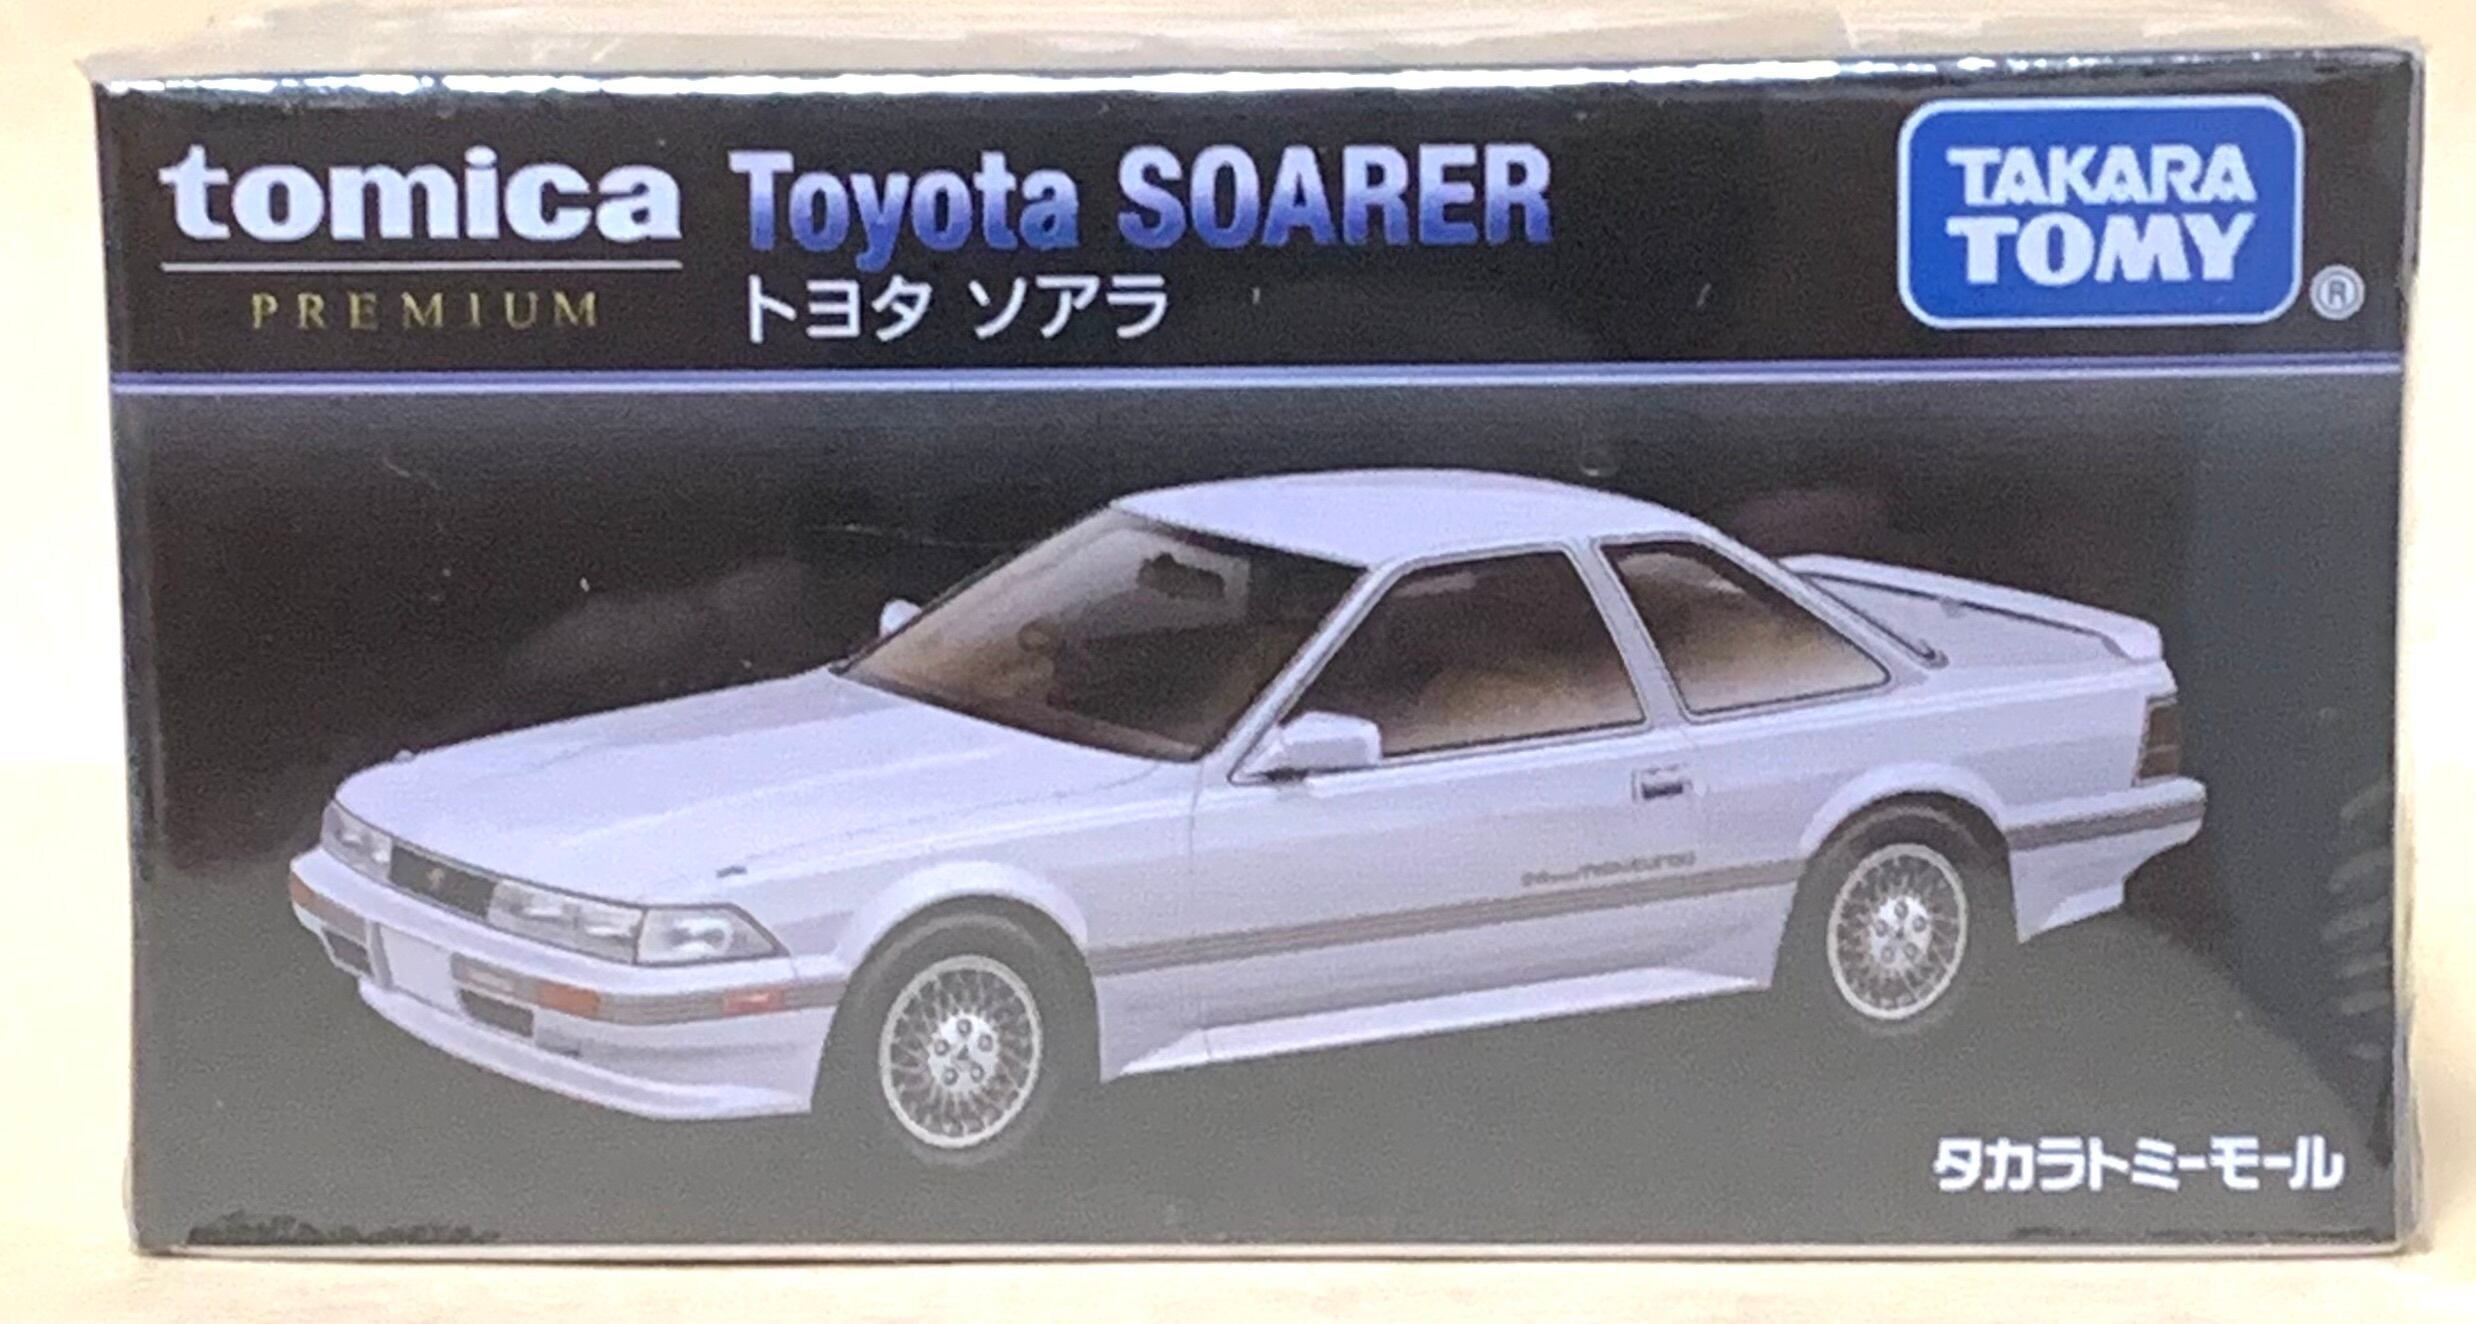 tomica
PREMIUM
Toyota SOARER
トヨタ ソアラ
TAKARA
TOMY
®
タカラトミーモール